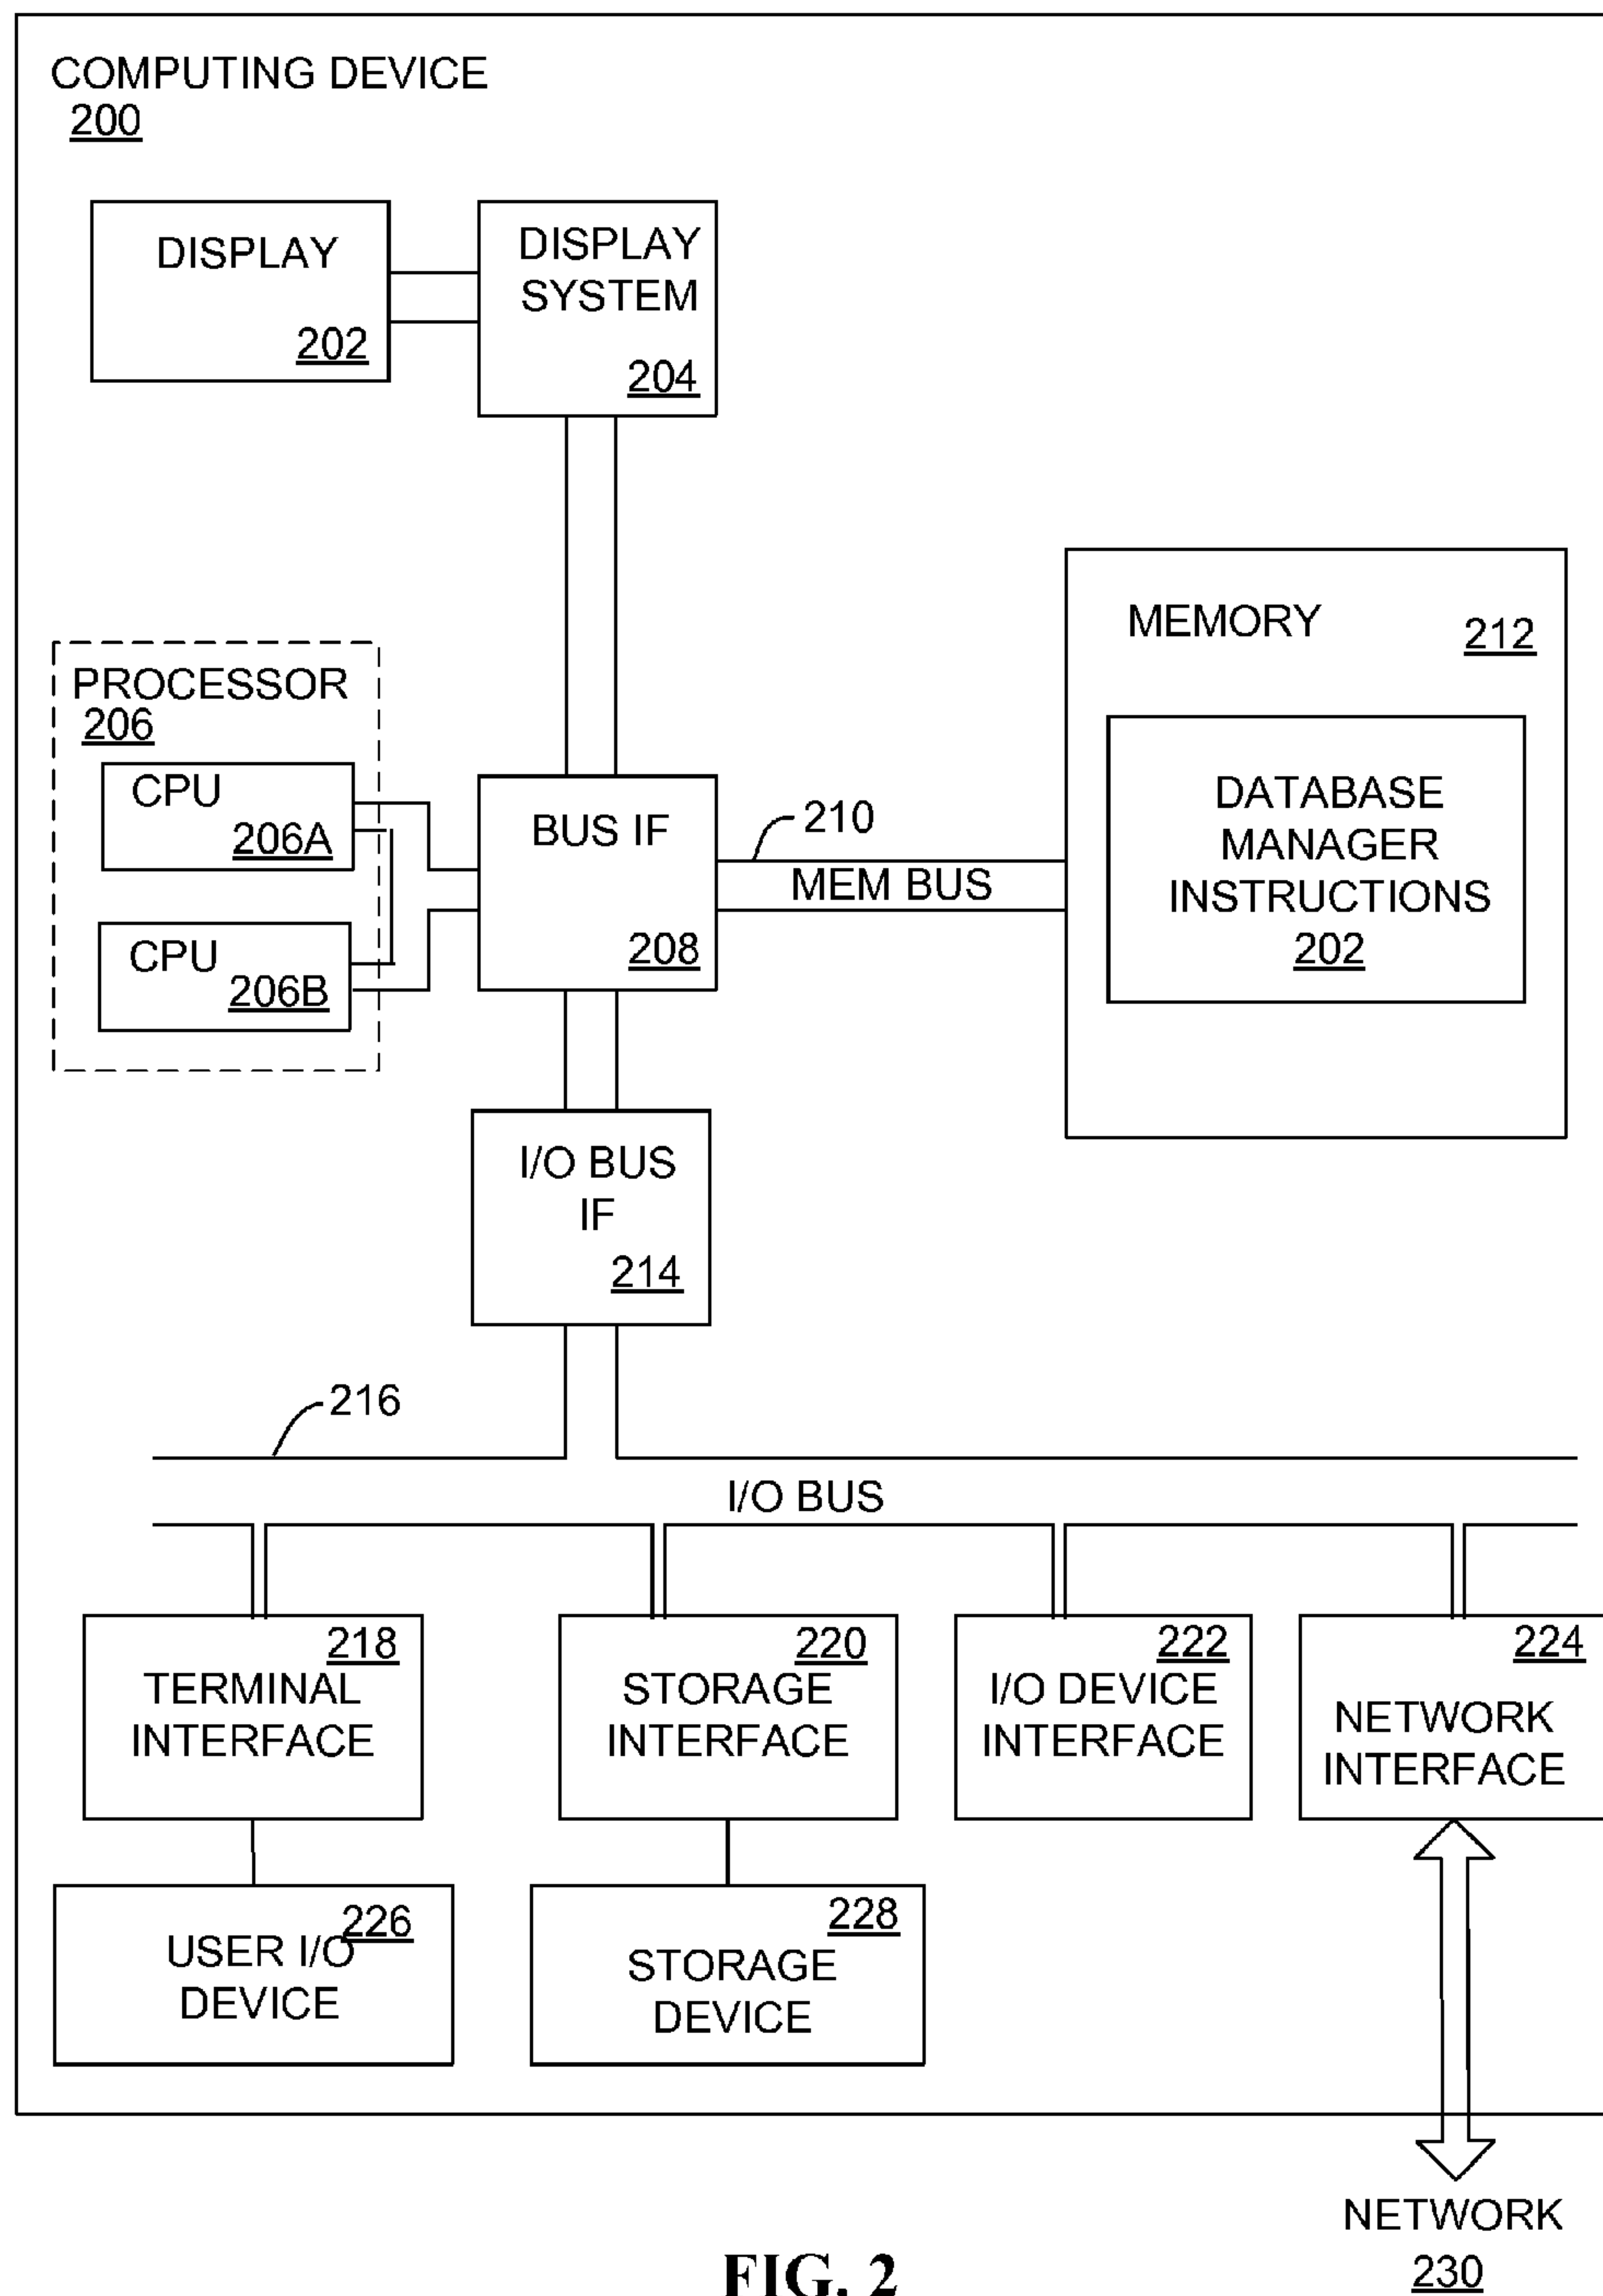 COMPUTING DEVICE
200
DISPLAY
202
DISPLAY
SYSTEM
204
PROCESSOR
206
CPU
206A
CPU
206B
BUS IF
208
210
MEM BUS
MEMORY
212
DATABASE
MANAGER
INSTRUCTIONS
202
I/O BUS
IF
214
216
I/O BUS
218
TERMINAL
INTERFACE
220
STORAGE
INTERFACE
222
I/O DEVICE
INTERFACE
224
NETWORK
INTERFACE
226
USER I/O
DEVICE
228
STORAGE
DEVICE
NETWORK
230
FIG. 2